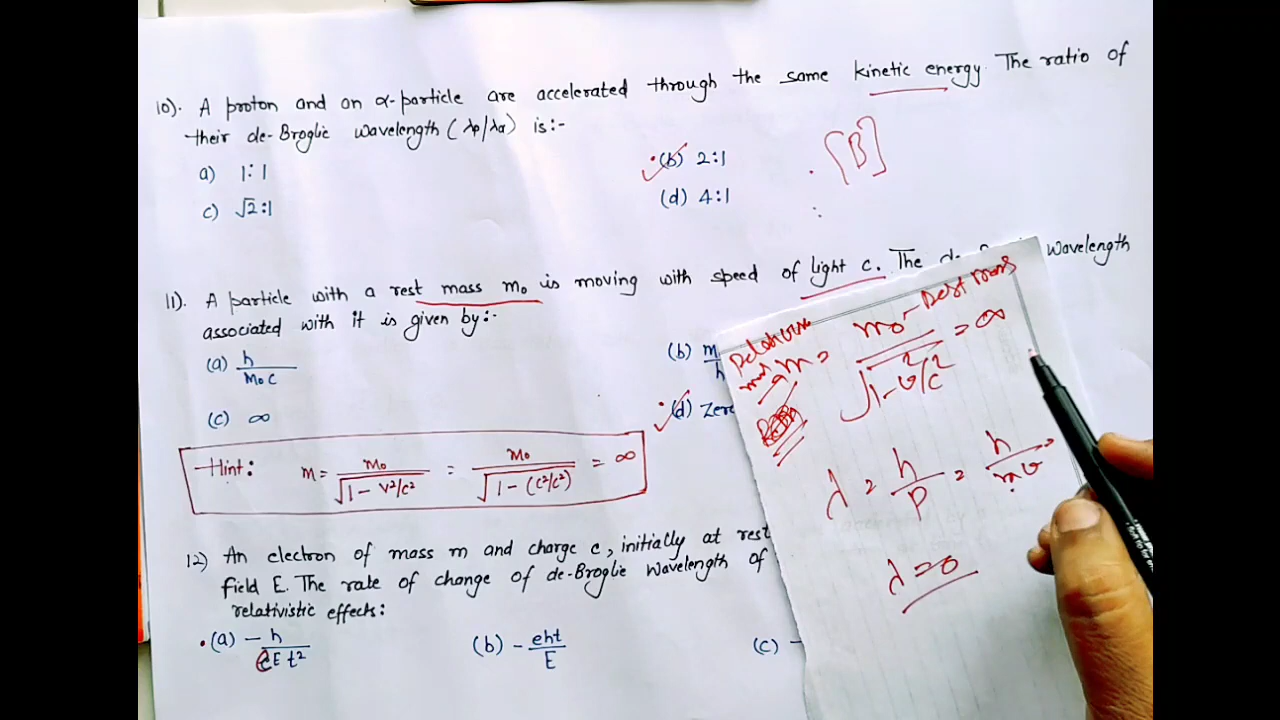 10). A proton and an α-particle are accelerated through the same kinetic energy. The ratio of
their de-Broglie wavelength (λp/λα) is:-
a) 1:1
(b) 2:1
[B]
c) √2:1
(d) 4:1
11). A particle with a rest mass m₀ is moving with speed of light c. The de- wavelength
associated with it is given by:-
(a) h/m₀c
(b) m/h
(c) ∞
(d) Zero
Hint: m = m₀/√(1 - v²/c²) = m₀/√(1 - (c²/c²)) = ∞
12) An electron of mass m and charge e, initially at rest
field E. The rate of change of de-Broglie wavelength of
relativistic effects:
(a) -h/eEt²
(b) -eht/E
(c) -
Rest mass
m = m₀/√(1 - v²/c²) = ∞
λ = h/p = h/mv =
λ = 0